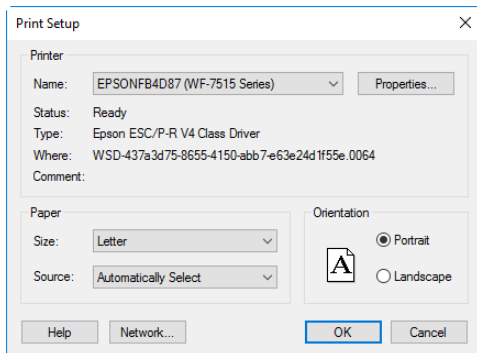 Print Setup
Printer
Name: EPSONFB4D87 (WF-7515 Series) Properties...
Status: Ready
Type: Epson ESC/P-R V4 Class Driver
Where: WSD-437a3d75-8655-4150-abb7-e63e24d1f55e.0064
Comment:
Paper
Size: Letter
Source: Automatically Select
Orientation
A
Portrait
Landscape
Help Network... OK Cancel